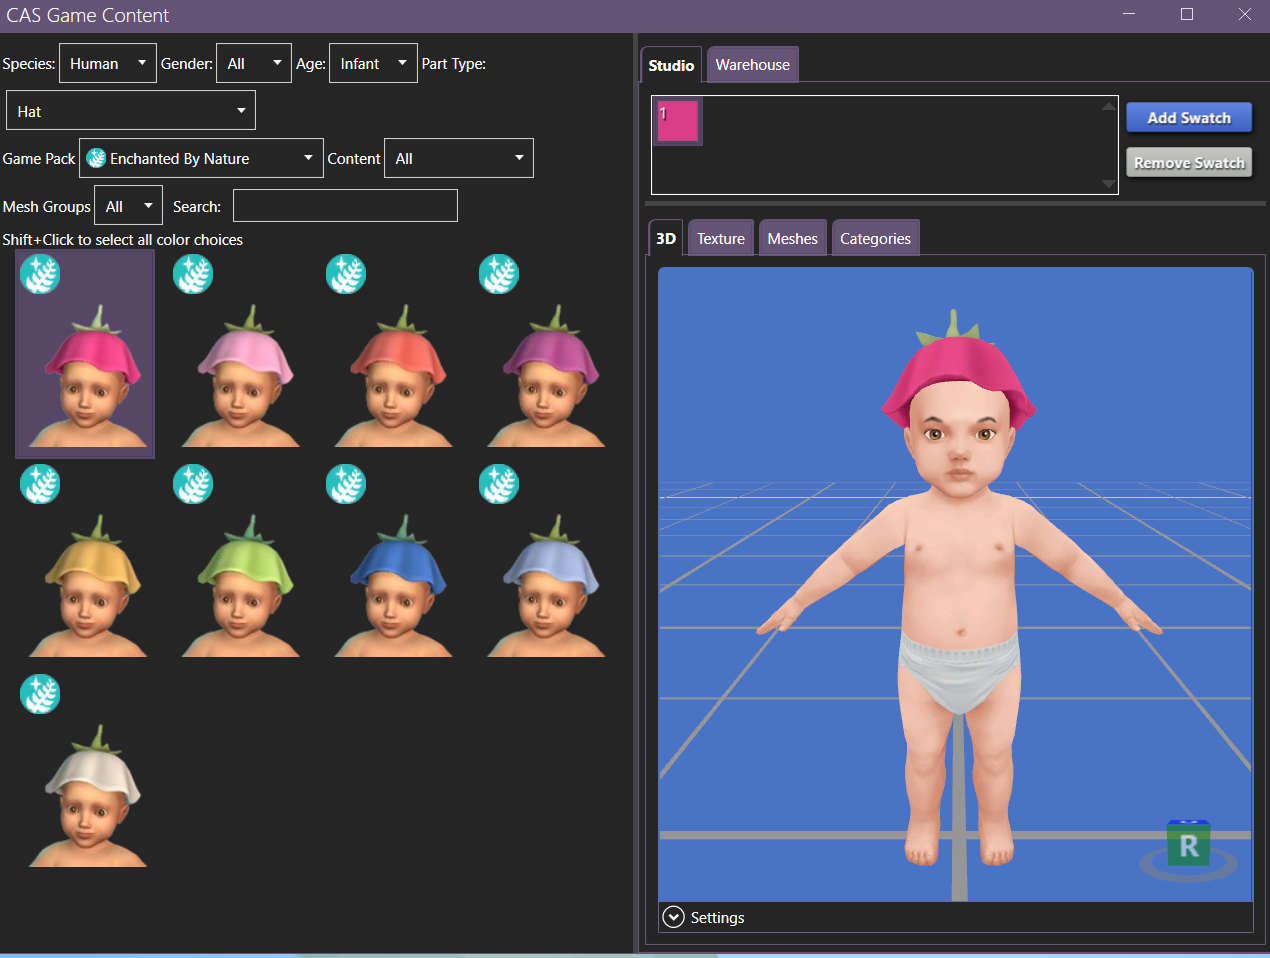 CAS Game Content
Species: Human Gender: All Age: Infant Part Type:
Hat
Game Pack Enchanted By Nature Content All
Mesh Groups All Search:
Shift+Click to select all color choices
Studio Warehouse
1
Add Swatch
Remove Swatch
3D Texture Meshes Categories
R
Settings